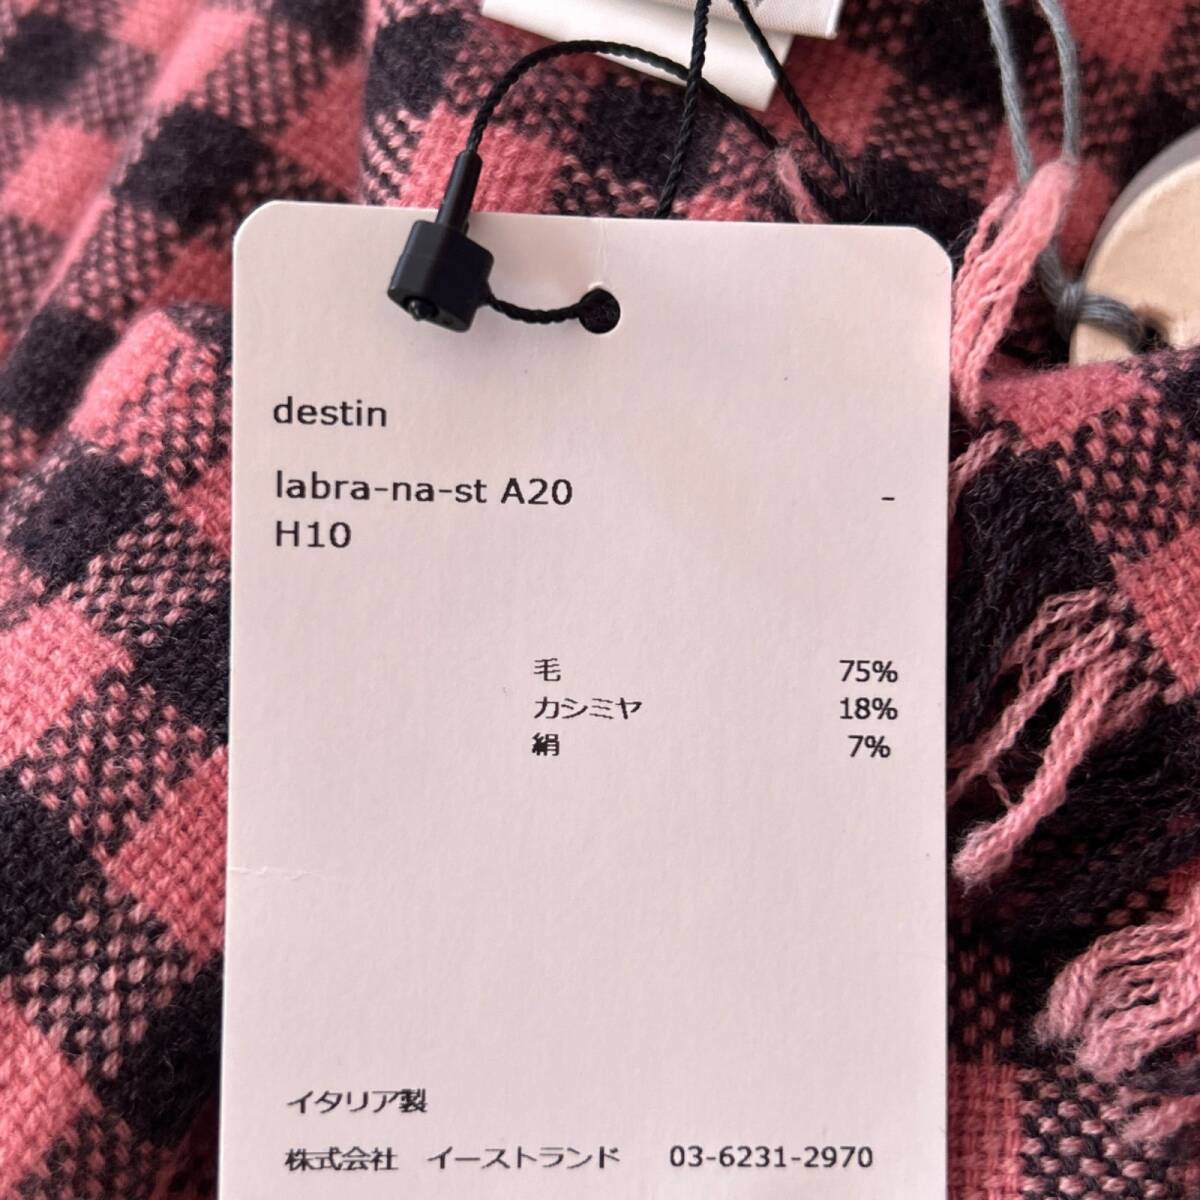 destin
labra-na-st A20 -
H10
毛 75%
カシミヤ 18%
絹 7%
イタリア製
株式会社 イーストランド 03-6231-2970